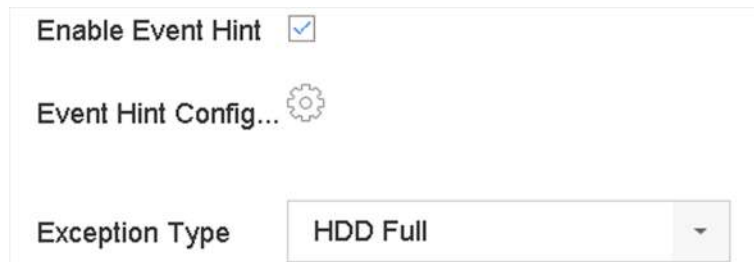 Enable Event Hint
Event Hint Config...
Exception Type HDD Full